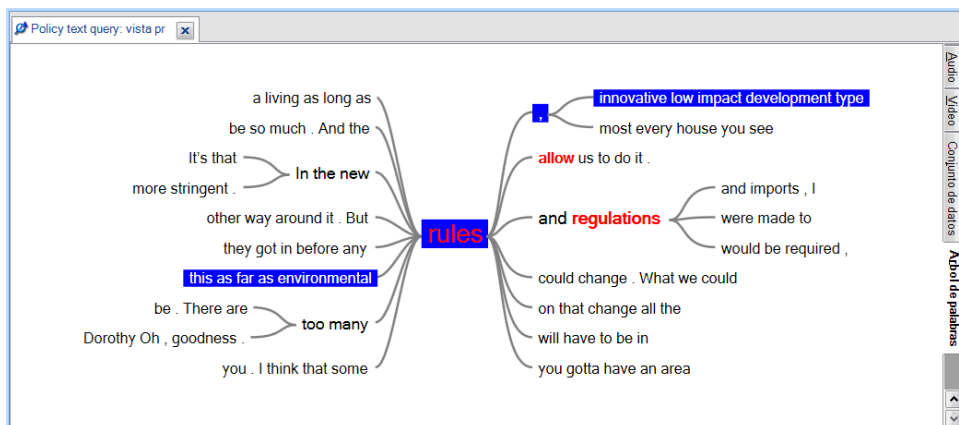 Policy text query: vista pr
a living as long as
be so much . And the
It's that
more stringent .
In the new
other way around it . But
they got in before any
this as far as environmental
be . There are
Dorothy Oh , goodness .
too many
you . I think that some
rules
,
innovative low impact development type
most every house you see
allow us to do it .
and regulations
and imports , I
were made to
would be required ,
could change . What we could
on that change all the
will have to be in
you gotta have an area
Audio
Vídeo
Conjunto de datos
Árbol de palabras